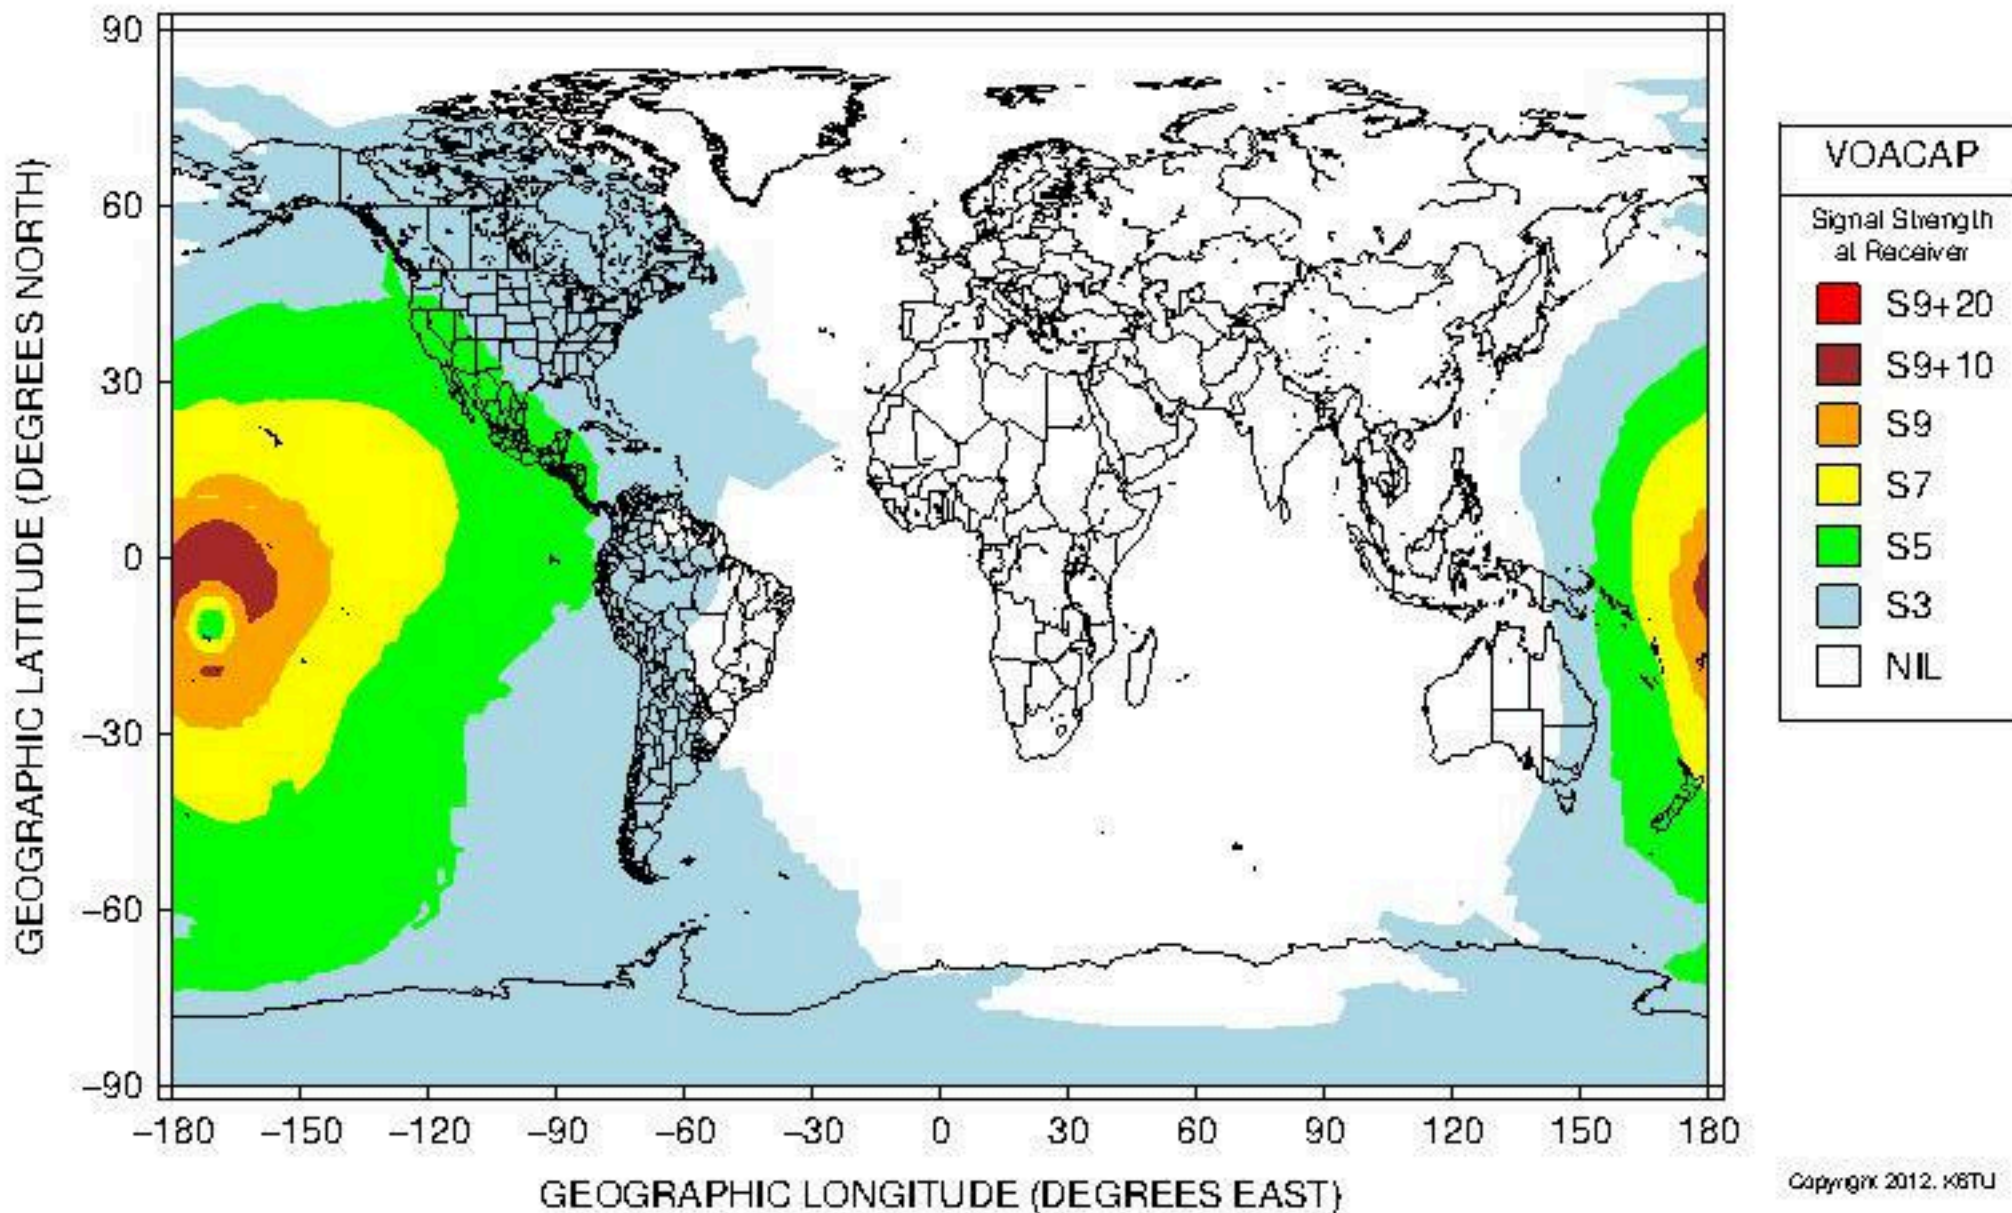 GEOGRAPHIC LATITUDE (DEGREES NORTH)
90
60
30
0
−30
−60
−90
−180 −150 −120 −90 −60 −30 0 30 60 90 120 150 180
GEOGRAPHIC LONGITUDE (DEGREES EAST)
VOACAP
Signal Strength
at Receiver
S9+20
S9+10
S9
S7
S5
S3
NIL
Copyright 2012, K6TU